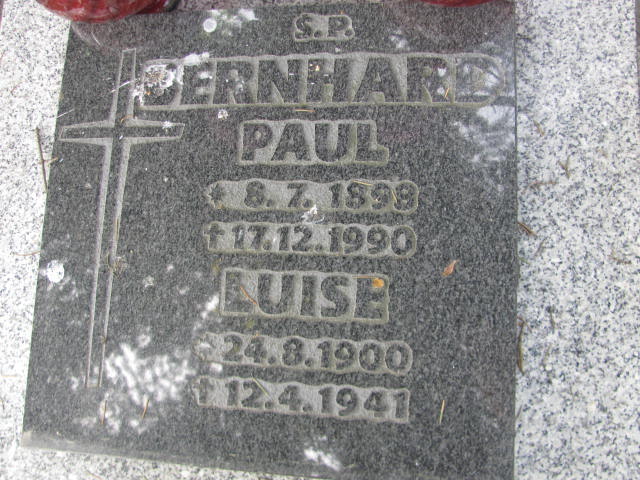 S.P.
BERNHARD
PAUL
* 8.7.1899
† 17.12.1990
LUISE
* 24.8.1900
† 12.4.1941